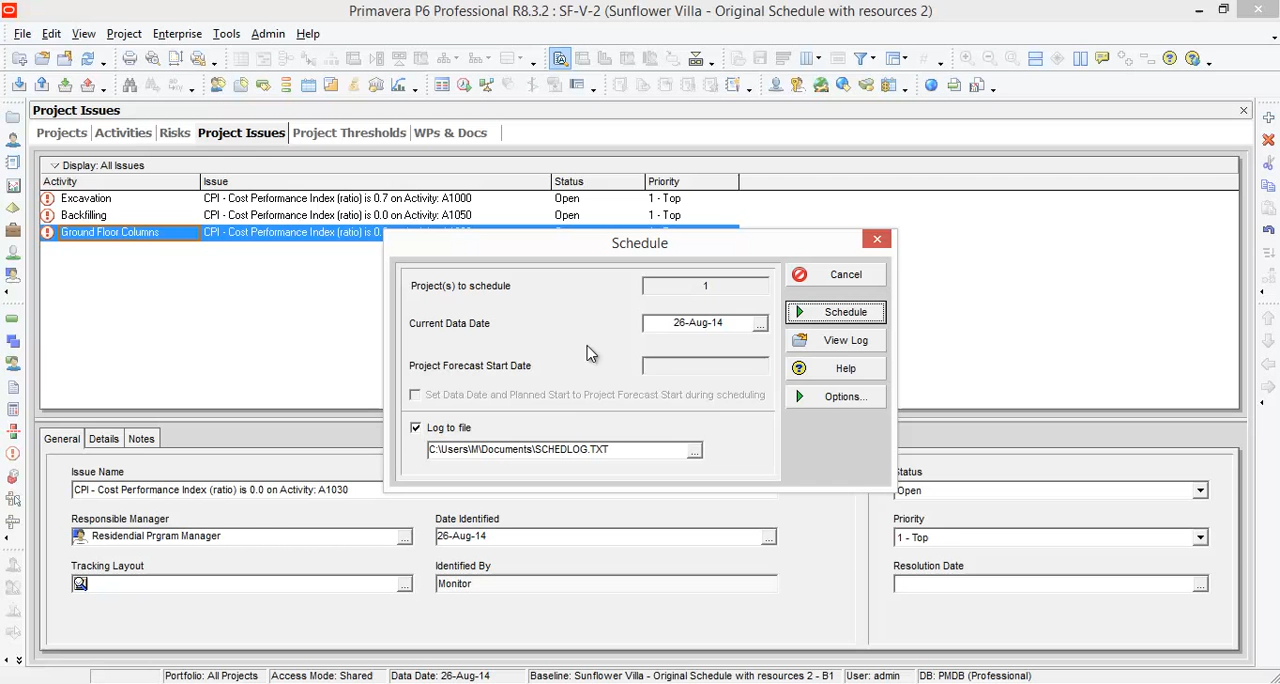 Primavera P6 Professional R8.3.2 : SF-V-2 (Sunflower Villa - Original Schedule with resources 2)
File Edit View Project Enterprise Tools Admin Help
Project Issues
Projects Activities Risks Project Issues Project Thresholds WPs & Docs
Display: All Issues
Activity Issue Status Priority
Excavation CPI - Cost Performance Index (ratio) is 0.7 on Activity: A1000 Open 1 - Top
Backfilling CPI - Cost Performance Index (ratio) is 0.0 on Activity: A1050 Open 1 - Top
Ground Floor Columns CPI - Cost Performance Index (ratio) is 0.
Schedule
Project(s) to schedule 1 Cancel
Current Data Date 26-Aug-14 ... Schedule
View Log
Project Forecast Start Date Help
Set Data Date and Planned Start to Project Forecast Start during scheduling Options...
Log to file
C:\Users\M\Documents\SCHEDLOG.TXT ...
General Details Notes
Issue Name Status
CPI - Cost Performance Index (ratio) is 0.0 on Activity: A1030 Open
Responsible Manager Date Identified Priority
Residendial Prgram Manager ... 26-Aug-14 ... 1 - Top
Tracking Layout Identified By Resolution Date
... Monitor ...
Portfolio: All Projects Access Mode: Shared Data Date: 26-Aug-14 Baseline: Sunflower Villa - Original Schedule with resources 2 - B1 User: admin DB: PMDB (Professional)